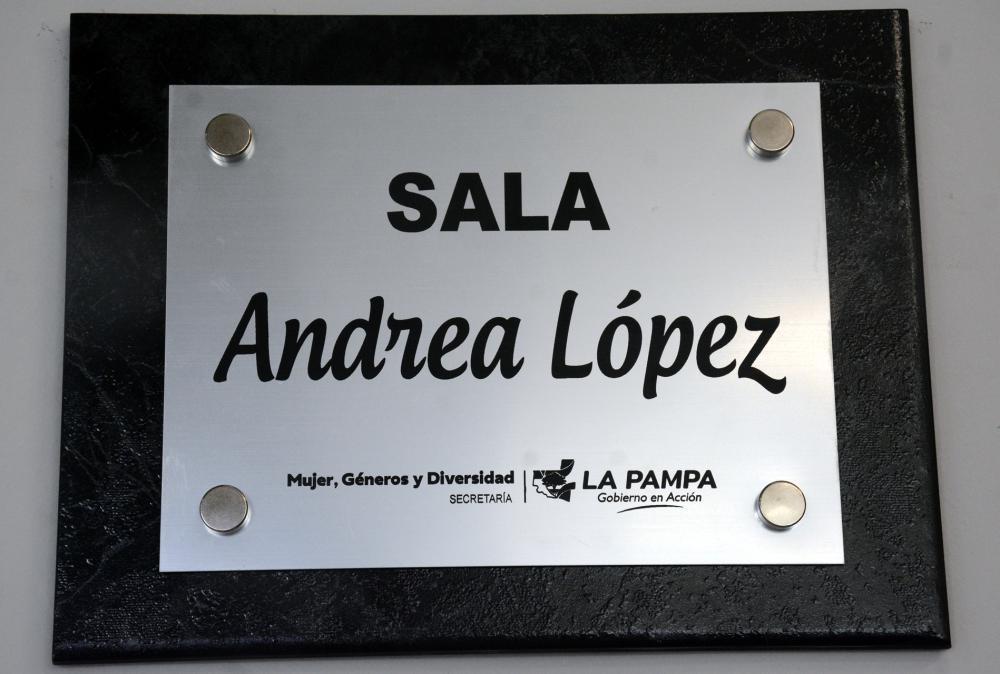 SALA
Andrea López
Mujer, Géneros y Diversidad
SECRETARÍA
LA PAMPA
Gobierno en Acción